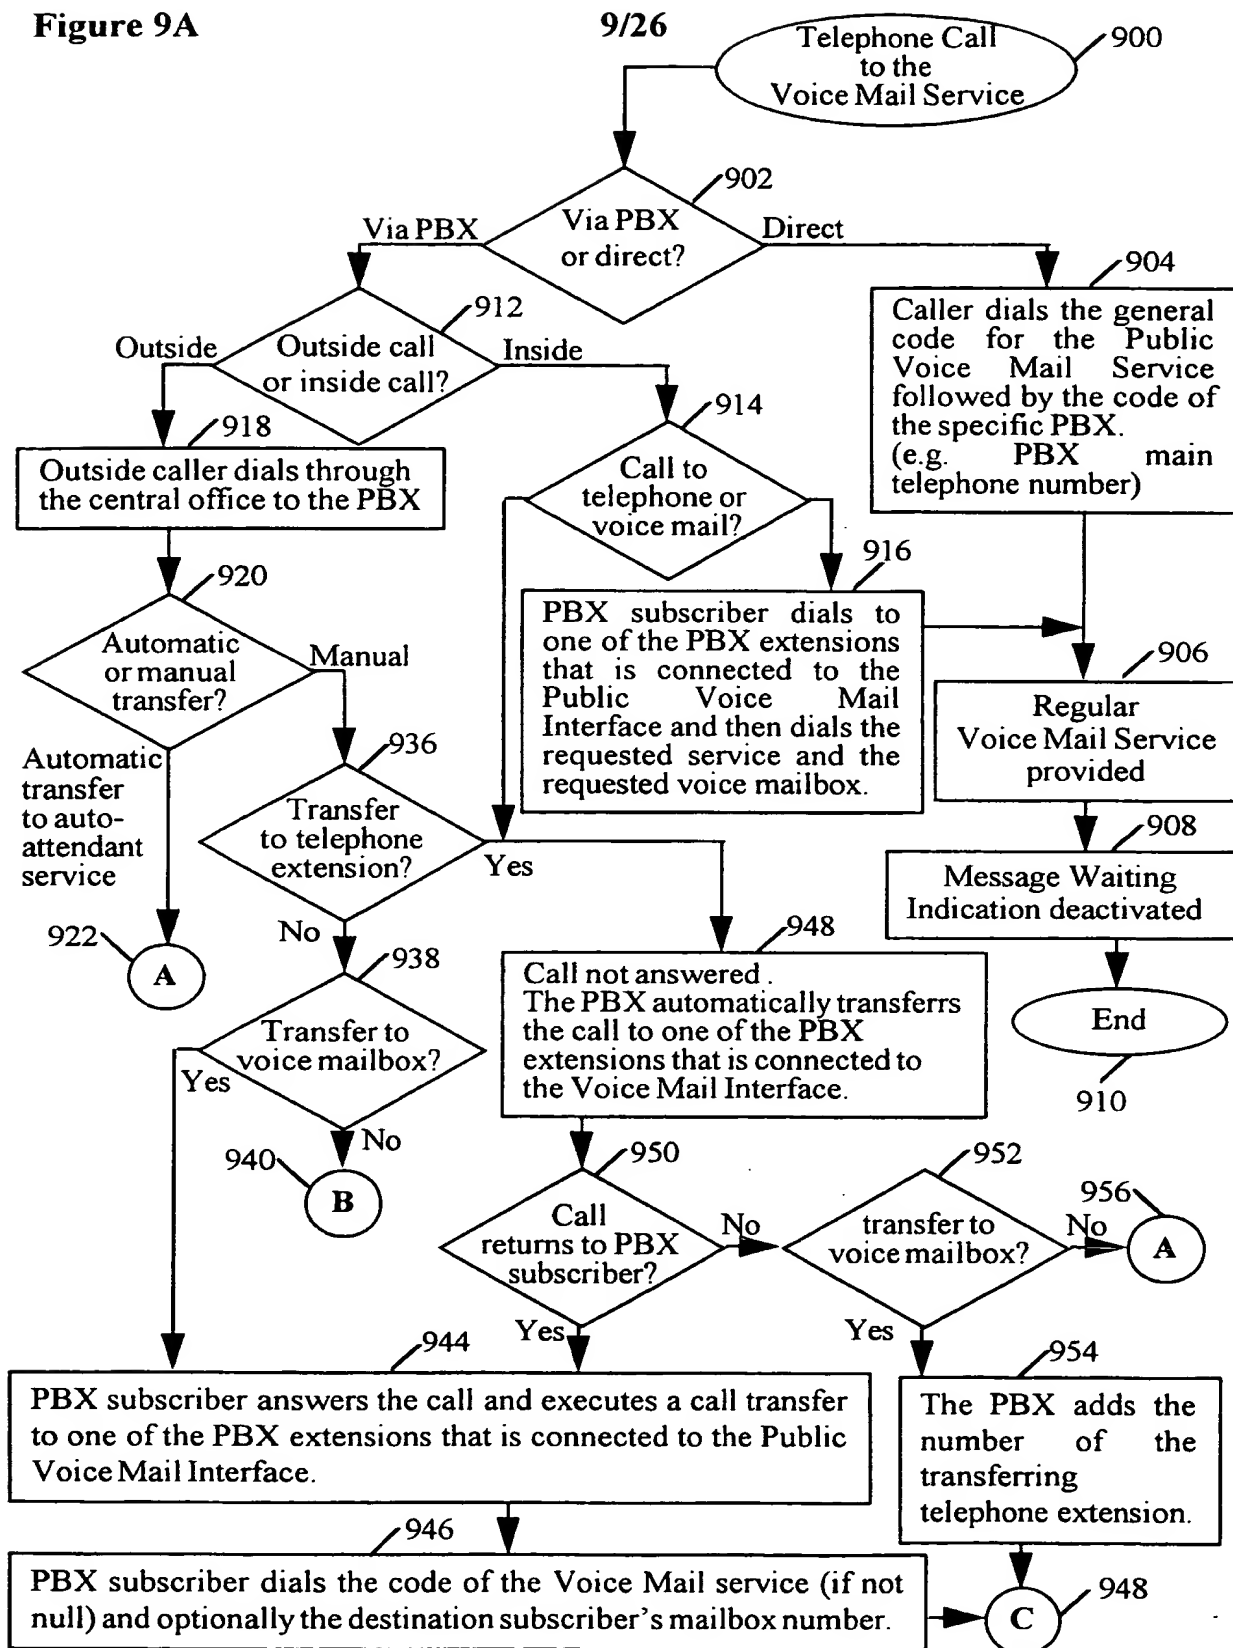 Figure 9A
9/26
Telephone Call
to the
Voice Mail Service
900
902
Via PBX
or direct?
Via PBX
Direct
904
Caller dials the general
code for the Public
Voice Mail Service
followed by the code of
the specific PBX.
(e.g. PBX main
telephone number)
912
Outside call
or inside call?
Outside
Inside
914
Call to
telephone or
voice mail?
918
Outside caller dials through
the central office to the PBX
916
PBX subscriber dials to
one of the PBX extensions
that is connected to the
Public Voice Mail
Interface and then dials the
requested service and the
requested voice mailbox.
920
Automatic
or manual
transfer?
Manual
Automatic
transfer
to auto-
attendant
service
906
Regular
Voice Mail Service
provided
936
Transfer
to telephone
extension?
Yes
No
908
Message Waiting
Indication deactivated
922
A
938
Transfer to
voice mailbox?
Yes
No
948
Call not answered .
The PBX automatically transferrs
the call to one of the PBX
extensions that is connected to
the Voice Mail Interface.
End
910
940
B
950
Call
returns to PBX
subscriber?
No
Yes
952
transfer to
voice mailbox?
No
Yes
956
A
944
PBX subscriber answers the call and executes a call transfer
to one of the PBX extensions that is connected to the Public
Voice Mail Interface.
954
The PBX adds the
number of the
transferring
telephone extension.
946
PBX subscriber dials the code of the Voice Mail service (if not
null) and optionally the destination subscriber's mailbox number.
C
948